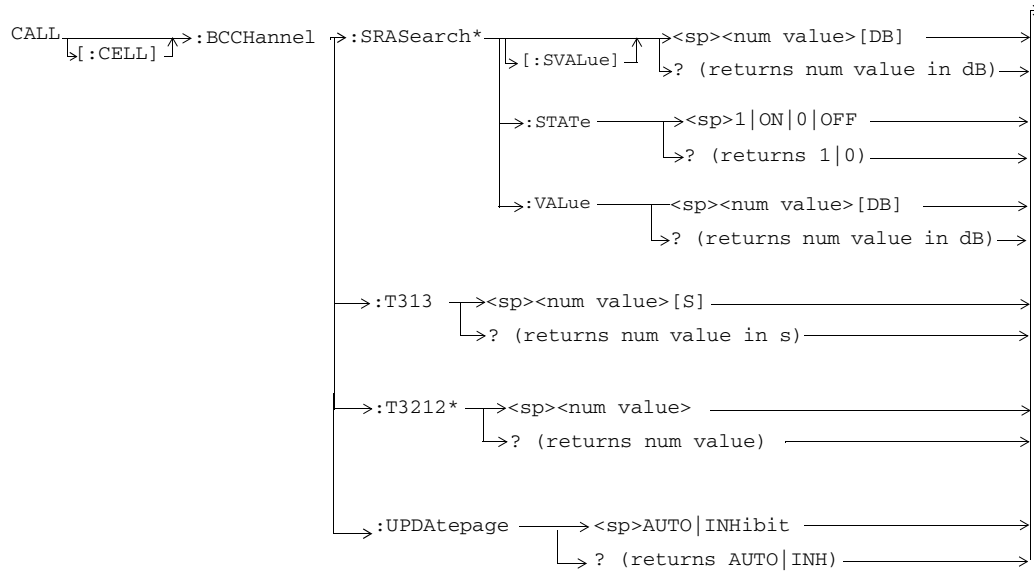 CALL [:CELL] :BCCHannel :SRASearch* [:SVALue] <sp><num value>[DB]
? (returns num value in dB)
:STATe <sp>1|ON|0|OFF
? (returns 1|0)
:VALue <sp><num value>[DB]
? (returns num value in dB)
:T313 <sp><num value>[S]
? (returns num value in s)
:T3212* <sp><num value>
? (returns num value)
:UPDAtepage <sp>AUTO|INHibit
? (returns AUTO|INH)